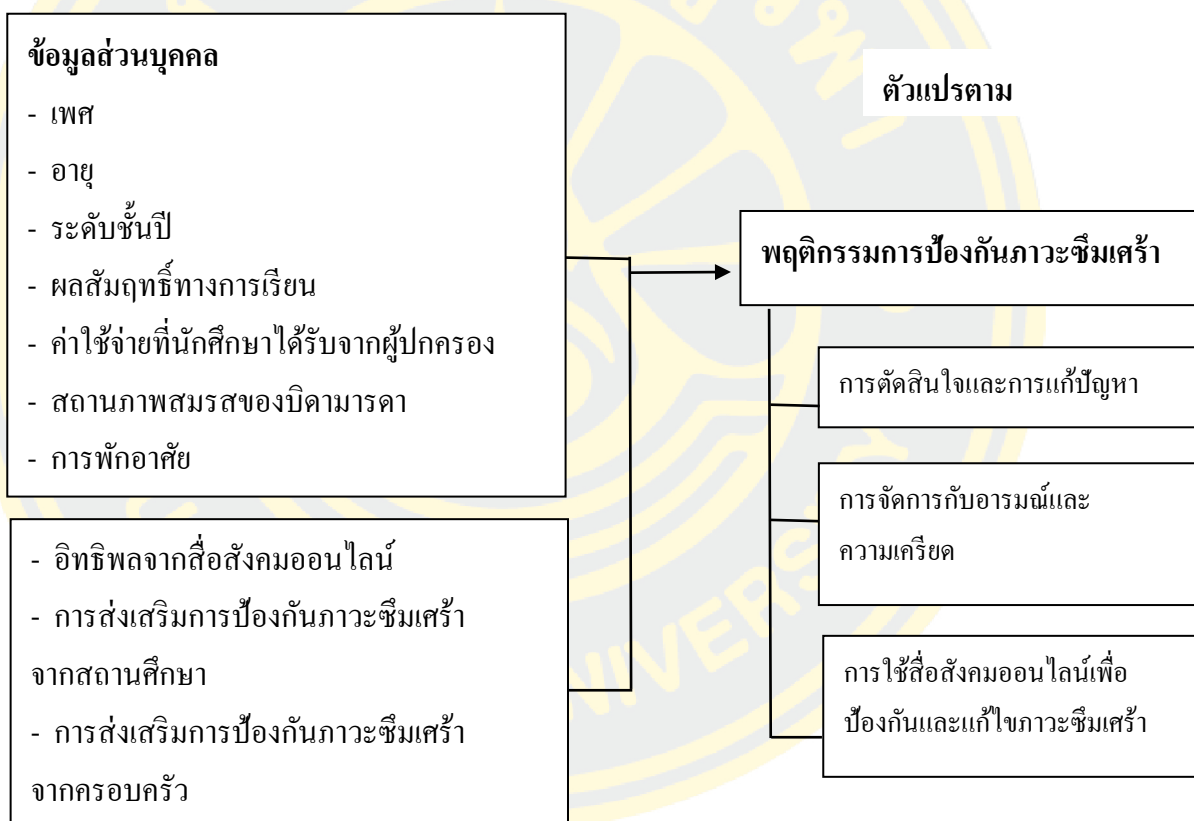 ข้อมูลส่วนบุคคล
- เพศ
- อายุ
- ระดับชั้นปี
- ผลสัมฤทธิ์ทางการเรียน
- ค่าใช้จ่ายที่นักศึกษาได้รับจากผู้ปกครอง
- สถานภาพสมรสของบิดามารดา
- การพักอาศัย
- อิทธิพลจากสื่อสังคมออนไลน์
- การส่งเสริมการป้องกันภาวะซึมเศร้า
จากสถานศึกษา
- การส่งเสริมการป้องกันภาวะซึมเศร้า
จากครอบครัว
ตัวแปรตาม
พฤติกรรมการป้องกันภาวะซึมเศร้า
การตัดสินใจและการแก้ปัญหา
การจัดการกับอารมณ์และ
ความเครียด
การใช้สื่อสังคมออนไลน์เพื่อ
ป้องกันและแก้ไขภาวะซึมเศร้า